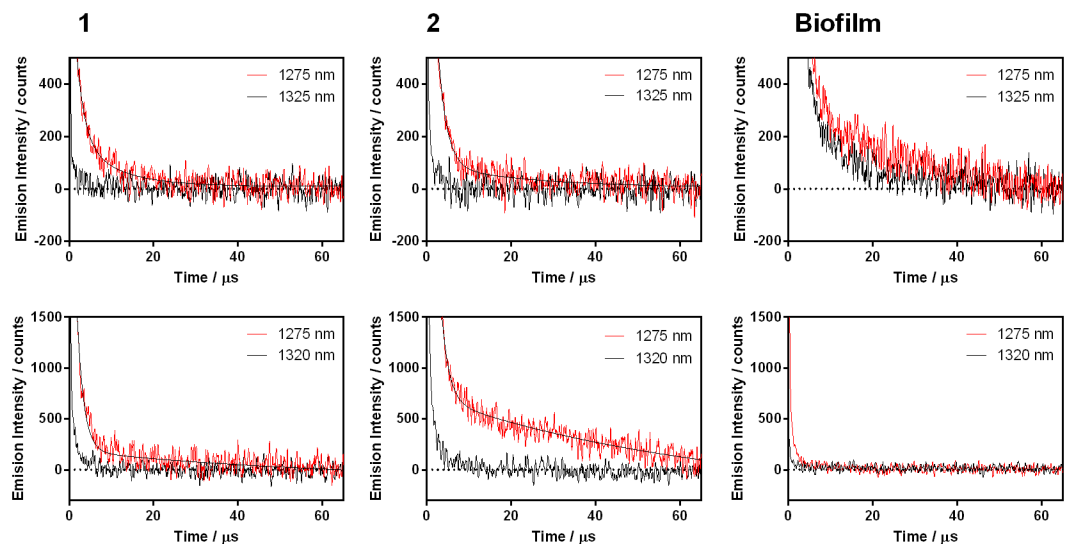 1
Emision Intensity / counts
400
200
0
-200
1275 nm
1325 nm
0 20 40 60
Time / μs
2
Emision Intensity / counts
400
200
0
-200
1275 nm
1325 nm
0 20 40 60
Time / μs
Biofilm
Emision Intensity / counts
400
200
0
-200
1275 nm
1325 nm
0 20 40 60
Time / μs
Emision Intensity / counts
1500
1000
500
0
1275 nm
1320 nm
0 20 40 60
Time / μs
Emision Intensity / counts
1500
1000
500
0
1275 nm
1320 nm
0 20 40 60
Time / μs
Emision Intensity / counts
1500
1000
500
0
1275 nm
1320 nm
0 20 40 60
Time / μs